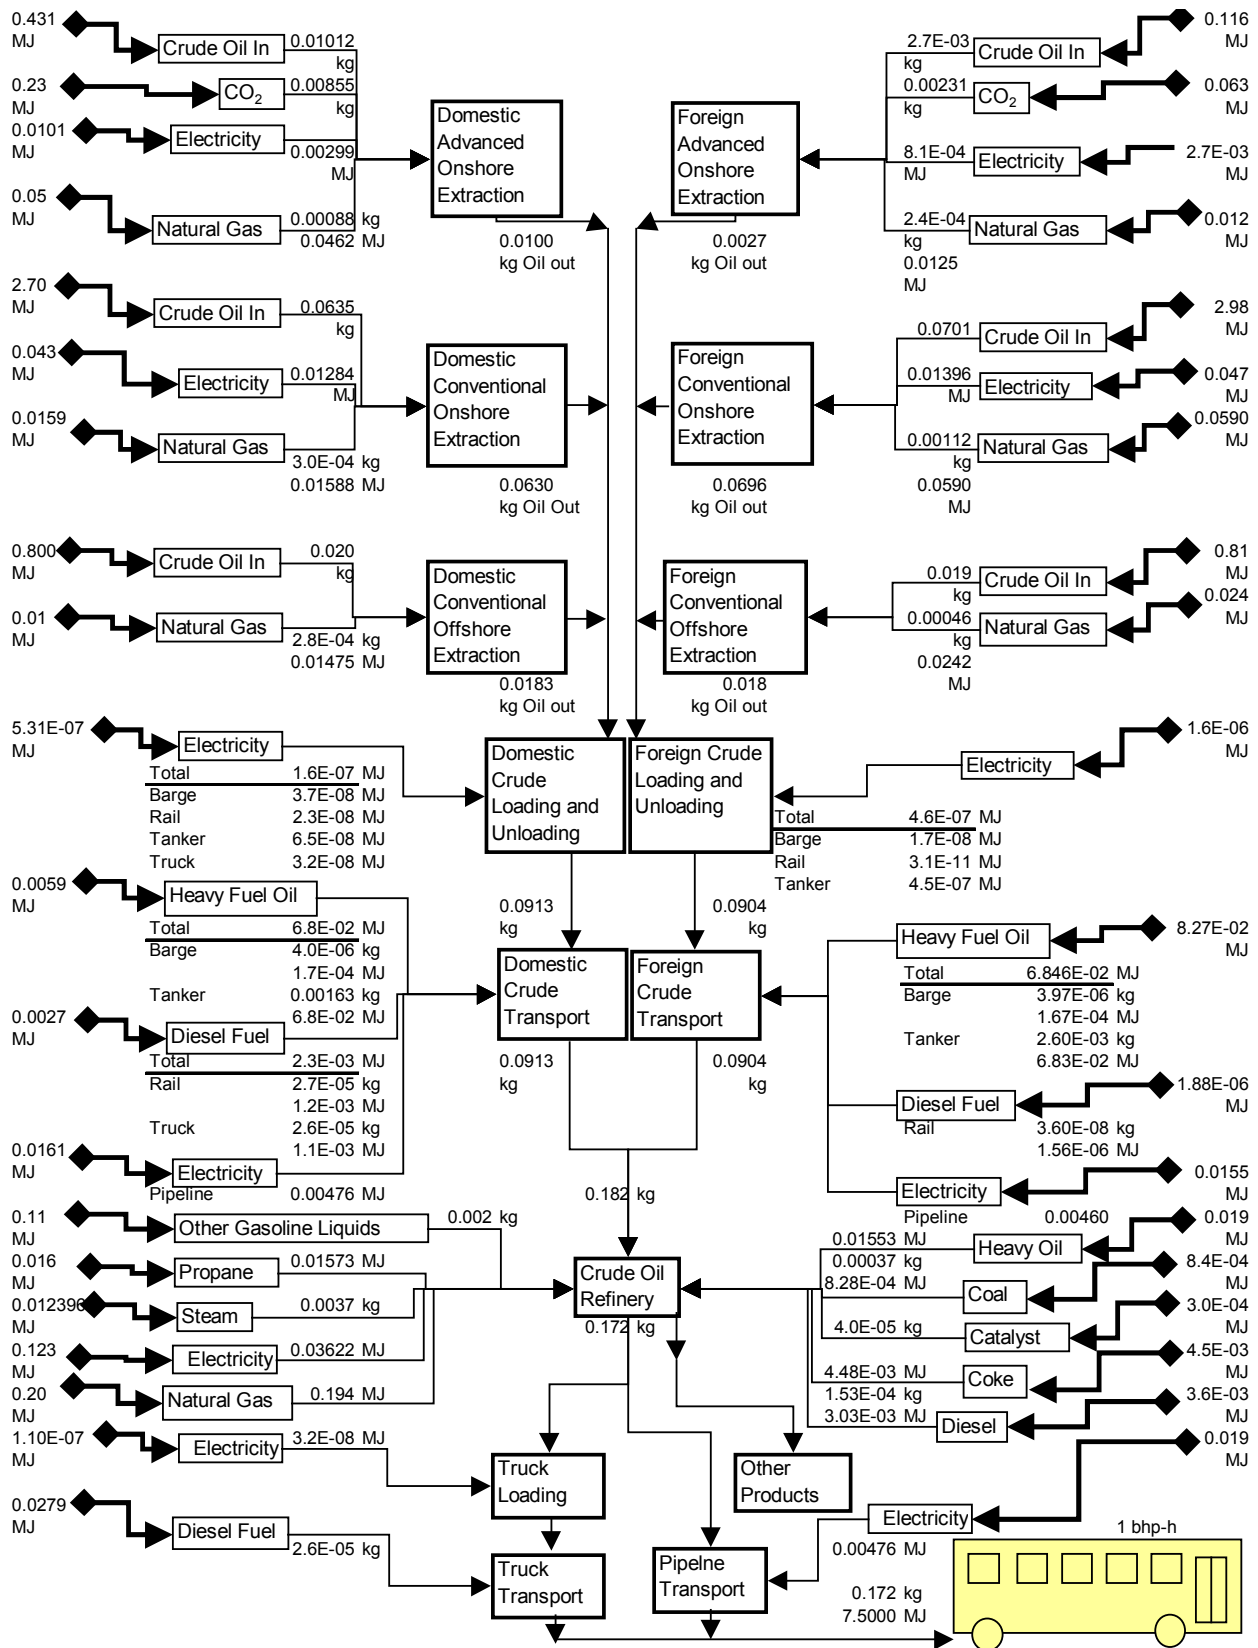 0.431
MJ
Crude Oil In
0.01012
kg
0.23
MJ
CO2
0.00855
kg
0.0101
MJ
Electricity
0.00299
MJ
0.05
MJ
Natural Gas
0.00088 kg
0.0462 MJ
Domestic
Advanced
Onshore
Extraction
0.0100
kg Oil out
Foreign
Advanced
Onshore
Extraction
0.0027
kg Oil out
2.7E-03
kg
Crude Oil In
0.116
MJ
0.00231
kg
CO2
0.063
MJ
8.1E-04
MJ
Electricity
2.7E-03
MJ
2.4E-04
kg
0.0125
MJ
Natural Gas
0.012
MJ
2.70
MJ
Crude Oil In
0.0635
kg
0.043
MJ
Electricity
0.01284
MJ
0.0159
MJ
Natural Gas
3.0E-04 kg
0.01588 MJ
Domestic
Conventional
Onshore
Extraction
0.0630
kg Oil Out
Foreign
Conventional
Onshore
Extraction
0.0696
kg Oil out
0.0701
Crude Oil In
2.98
MJ
0.01396
MJ
Electricity
0.047
MJ
0.00112
kg
0.0590
MJ
Natural Gas
0.0590
MJ
0.800
MJ
Crude Oil In
0.020
kg
0.01
MJ
Natural Gas
2.8E-04 kg
0.01475 MJ
Domestic
Conventional
Offshore
Extraction
0.0183
kg Oil out
Foreign
Conventional
Offshore
Extraction
0.018
kg Oil out
0.019
kg
Crude Oil In
0.81
MJ
0.00046
kg
0.0242
MJ
Natural Gas
0.024
MJ
5.31E-07
MJ
Electricity
Total 1.6E-07 MJ
Barge 3.7E-08 MJ
Rail 2.3E-08 MJ
Tanker 6.5E-08 MJ
Truck 3.2E-08 MJ
Domestic
Crude
Loading and
Unloading
Foreign Crude
Loading and
Unloading
Electricity
1.6E-06
MJ
Total 4.6E-07 MJ
Barge 1.7E-08 MJ
Rail 3.1E-11 MJ
Tanker 4.5E-07 MJ
0.0913
kg
0.0904
kg
0.0059
MJ
Heavy Fuel Oil
Total 6.8E-02 MJ
Barge 4.0E-06 kg
1.7E-04 MJ
Tanker 0.00163 kg
6.8E-02 MJ
0.0027
MJ
Diesel Fuel
Total 2.3E-03 MJ
Rail 2.7E-05 kg
1.2E-03 MJ
Truck 2.6E-05 kg
1.1E-03 MJ
0.0161
MJ
Electricity
Pipeline 0.00476 MJ
Domestic
Crude
Transport
0.0913
kg
Foreign
Crude
Transport
0.0904
kg
Heavy Fuel Oil
8.27E-02
MJ
Total 6.846E-02 MJ
Barge 3.97E-06 kg
1.67E-04 MJ
Tanker 2.60E-03 kg
6.83E-02 MJ
Diesel Fuel
1.88E-06
MJ
Rail 3.60E-08 kg
1.56E-06 MJ
Electricity
0.0155
MJ
Pipeline 0.00460
0.182 kg
0.11
MJ
Other Gasoline Liquids
0.002 kg
0.016
MJ
Propane
0.01573 MJ
0.012396
MJ
Steam
0.0037 kg
0.123
MJ
Electricity
0.03622 MJ
0.20
MJ
Natural Gas
0.194 MJ
Crude Oil
Refinery
0.172 kg
0.01553 MJ
0.00037 kg
Heavy Oil
0.019
MJ
8.28E-04 MJ
Coal
8.4E-04
MJ
4.0E-05 kg
Catalyst
3.0E-04
MJ
4.48E-03 MJ
1.53E-04 kg
Coke
4.5E-03
MJ
3.03E-03 MJ
Diesel
3.6E-03
MJ
1.10E-07
MJ
Electricity
3.2E-08 MJ
Truck
Loading
Other
Products
0.0279
MJ
Diesel Fuel
2.6E-05 kg
Truck
Transport
Pipelne
Transport
Electricity
0.019
MJ
0.00476 MJ
0.172 kg
7.5000 MJ
1 bhp-h